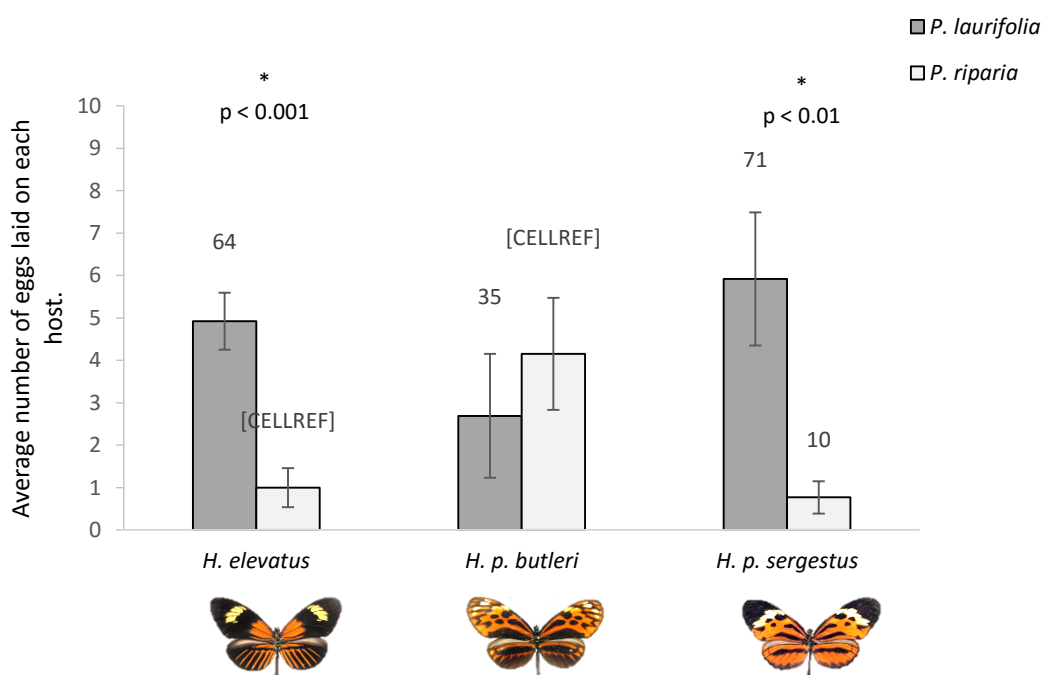 P. laurifolia
P. riparia
*
p < 0.001
*
p < 0.01
Average number of eggs laid on each
host.
10
9
8
7
6
5
4
3
2
1
0
64
[CELLREF]
35
[CELLREF]
71
10
H. elevatus
H. p. butleri
H. p. sergestus